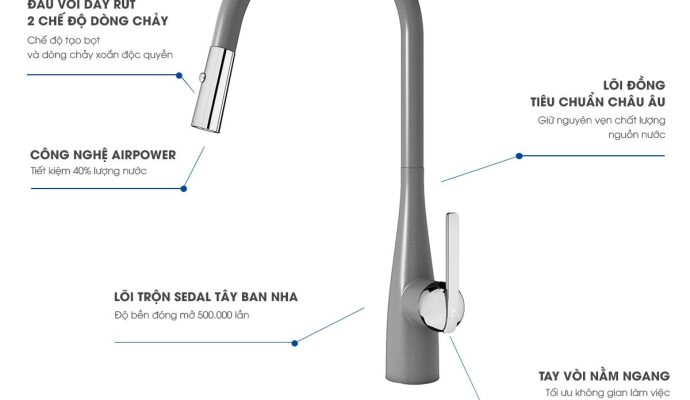 ĐẦU VÒI DÂY RÚT
2 CHẾ ĐỘ DÒNG CHẢY
Chế độ tạo bọt
và dòng chảy xoắn độc quyền
CÔNG NGHỆ AIRPOWER
Tiết kiệm 40% lượng nước
LÕI ĐỒNG
TIÊU CHUẨN CHÂU ÂU
Giữ nguyên vẹn chất lượng
nguồn nước
LÕI TRỘN SEDAL TÂY BAN NHA
Độ bền đóng mở 500.000 lần
TAY VÒI NẰM NGANG
Tối ưu không gian làm việc